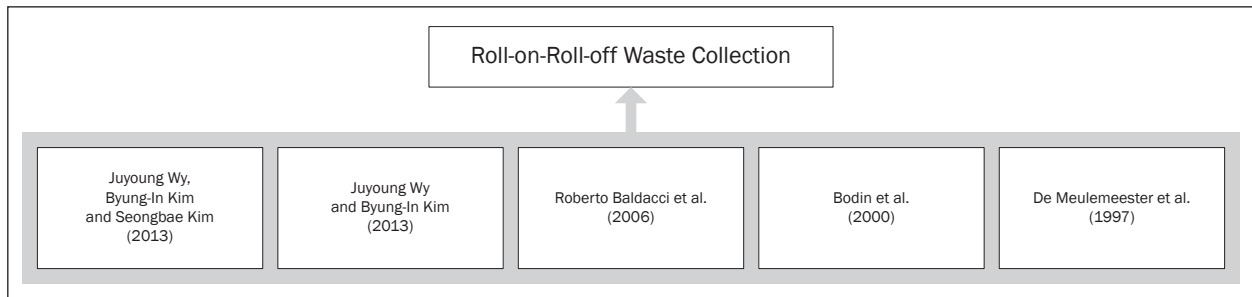 Roll-on-Roll-off Waste Collection
Juyoung Wy,
Byung-In Kim
and Seongbae Kim
(2013)
Juyoung Wy
and Byung-In Kim
(2013)
Roberto Baldacci et al.
(2006)
Bodin et al.
(2000)
De Meulemeester et al.
(1997)